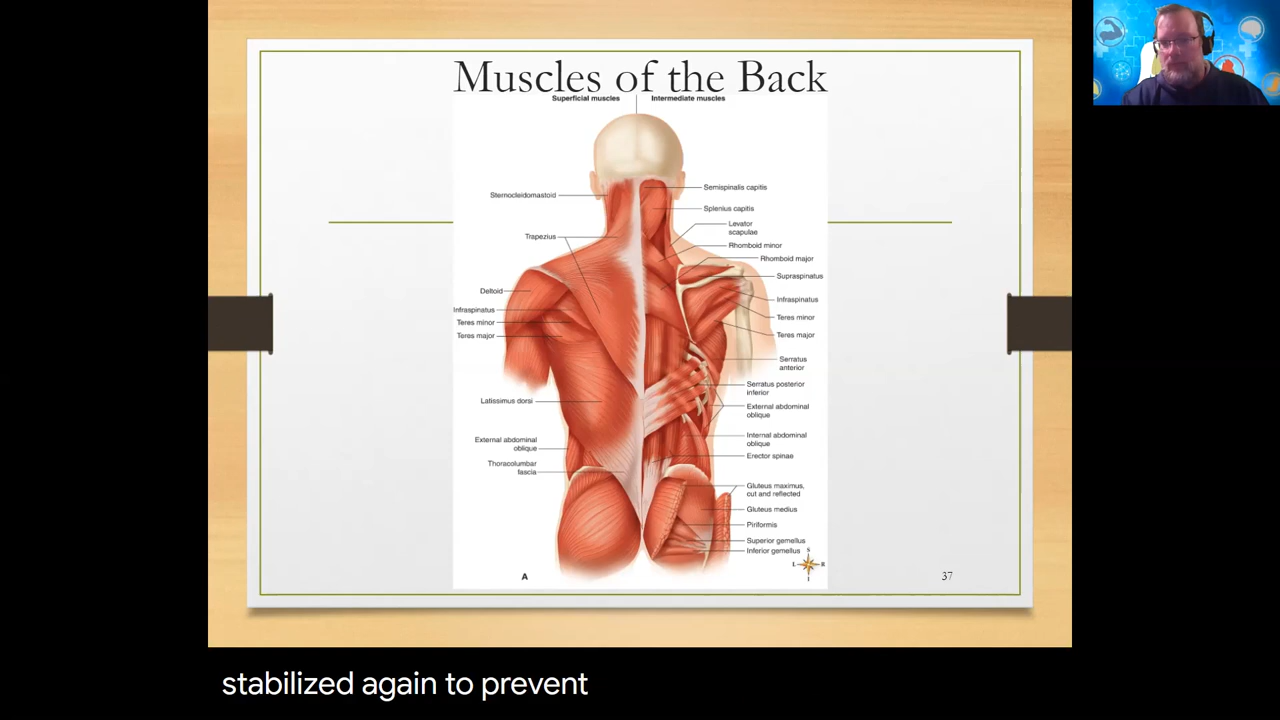 Muscles of the Back
Superficial muscles
Intermediate muscles
Sternocleidomastoid
Trapezius
Deltoid
Infraspinatus
Teres minor
Teres major
Latissimus dorsi
External abdominal
oblique
Thoracolumbar
fascia
Semispinalis capitis
Splenius capitis
Levator
scapulae
Rhomboid minor
Rhomboid major
Supraspinatus
Infraspinatus
Teres minor
Teres major
Serratus
anterior
Serratus posterior
inferior
External abdominal
oblique
Internal abdominal
oblique
Erector spinae
Gluteus maximus,
cut and reflected
Gluteus medius
Piriformis
Superior gemellus
Inferior gemellus
S
L R
I
A
37
stabilized again to prevent